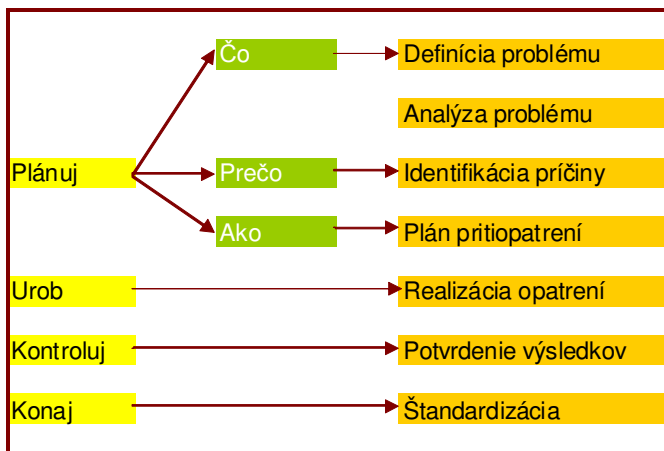 Čo
Definícia problému
Analýza problému
Plánuj
Prečo
Identifikácia príčiny
Ako
Plán pritiopatrení
Urob
Realizácia opatrení
Kontroluj
Potvrdenie výsledkov
Konaj
Štandardizácia